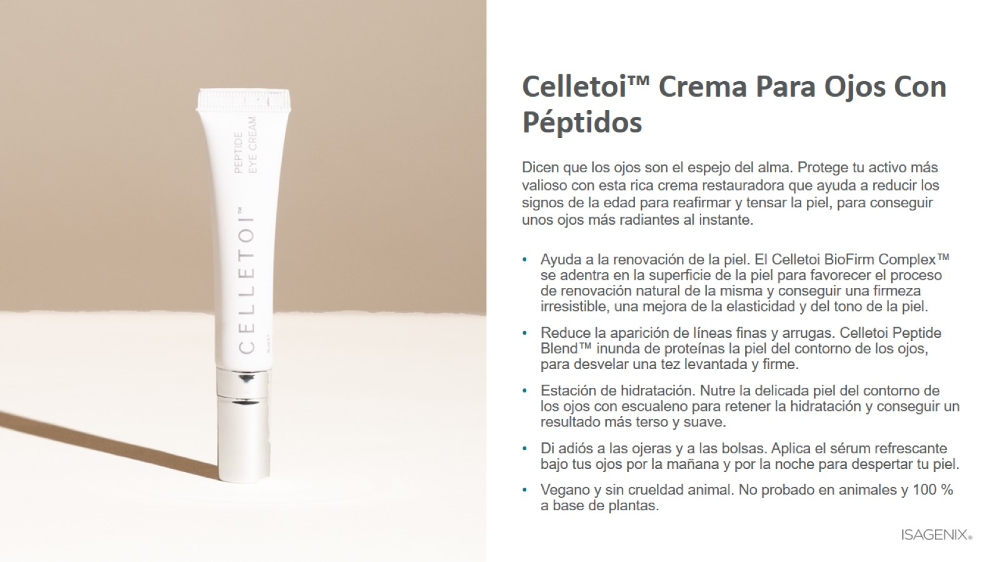 PEPTIDE
EYE CREAM
CELLETOI™
Celletoi™ Crema Para Ojos Con
Péptidos
Dicen que los ojos son el espejo del alma. Protege tu activo más
valioso con esta rica crema restauradora que ayuda a reducir los
signos de la edad para reafirmar y tensar la piel, para conseguir
unos ojos más radiantes al instante.
• Ayuda a la renovación de la piel. El Celletoi BioFirm Complex™
se adentra en la superficie de la piel para favorecer el proceso
de renovación natural de la misma y conseguir una firmeza
irresistible, una mejora de la elasticidad y del tono de la piel.
• Reduce la aparición de líneas finas y arrugas. Celletoi Peptide
Blend™ inunda de proteínas la piel del contorno de los ojos,
para desvelar una tez levantada y firme.
• Estación de hidratación. Nutre la delicada piel del contorno de
los ojos con escualeno para retener la hidratación y conseguir un
resultado más terso y suave.
• Di adiós a las ojeras y a las bolsas. Aplica el sérum refrescante
bajo tus ojos por la mañana y por la noche para despertar tu piel.
• Vegano y sin crueldad animal. No probado en animales y 100 %
a base de plantas.
ISAGENIX®